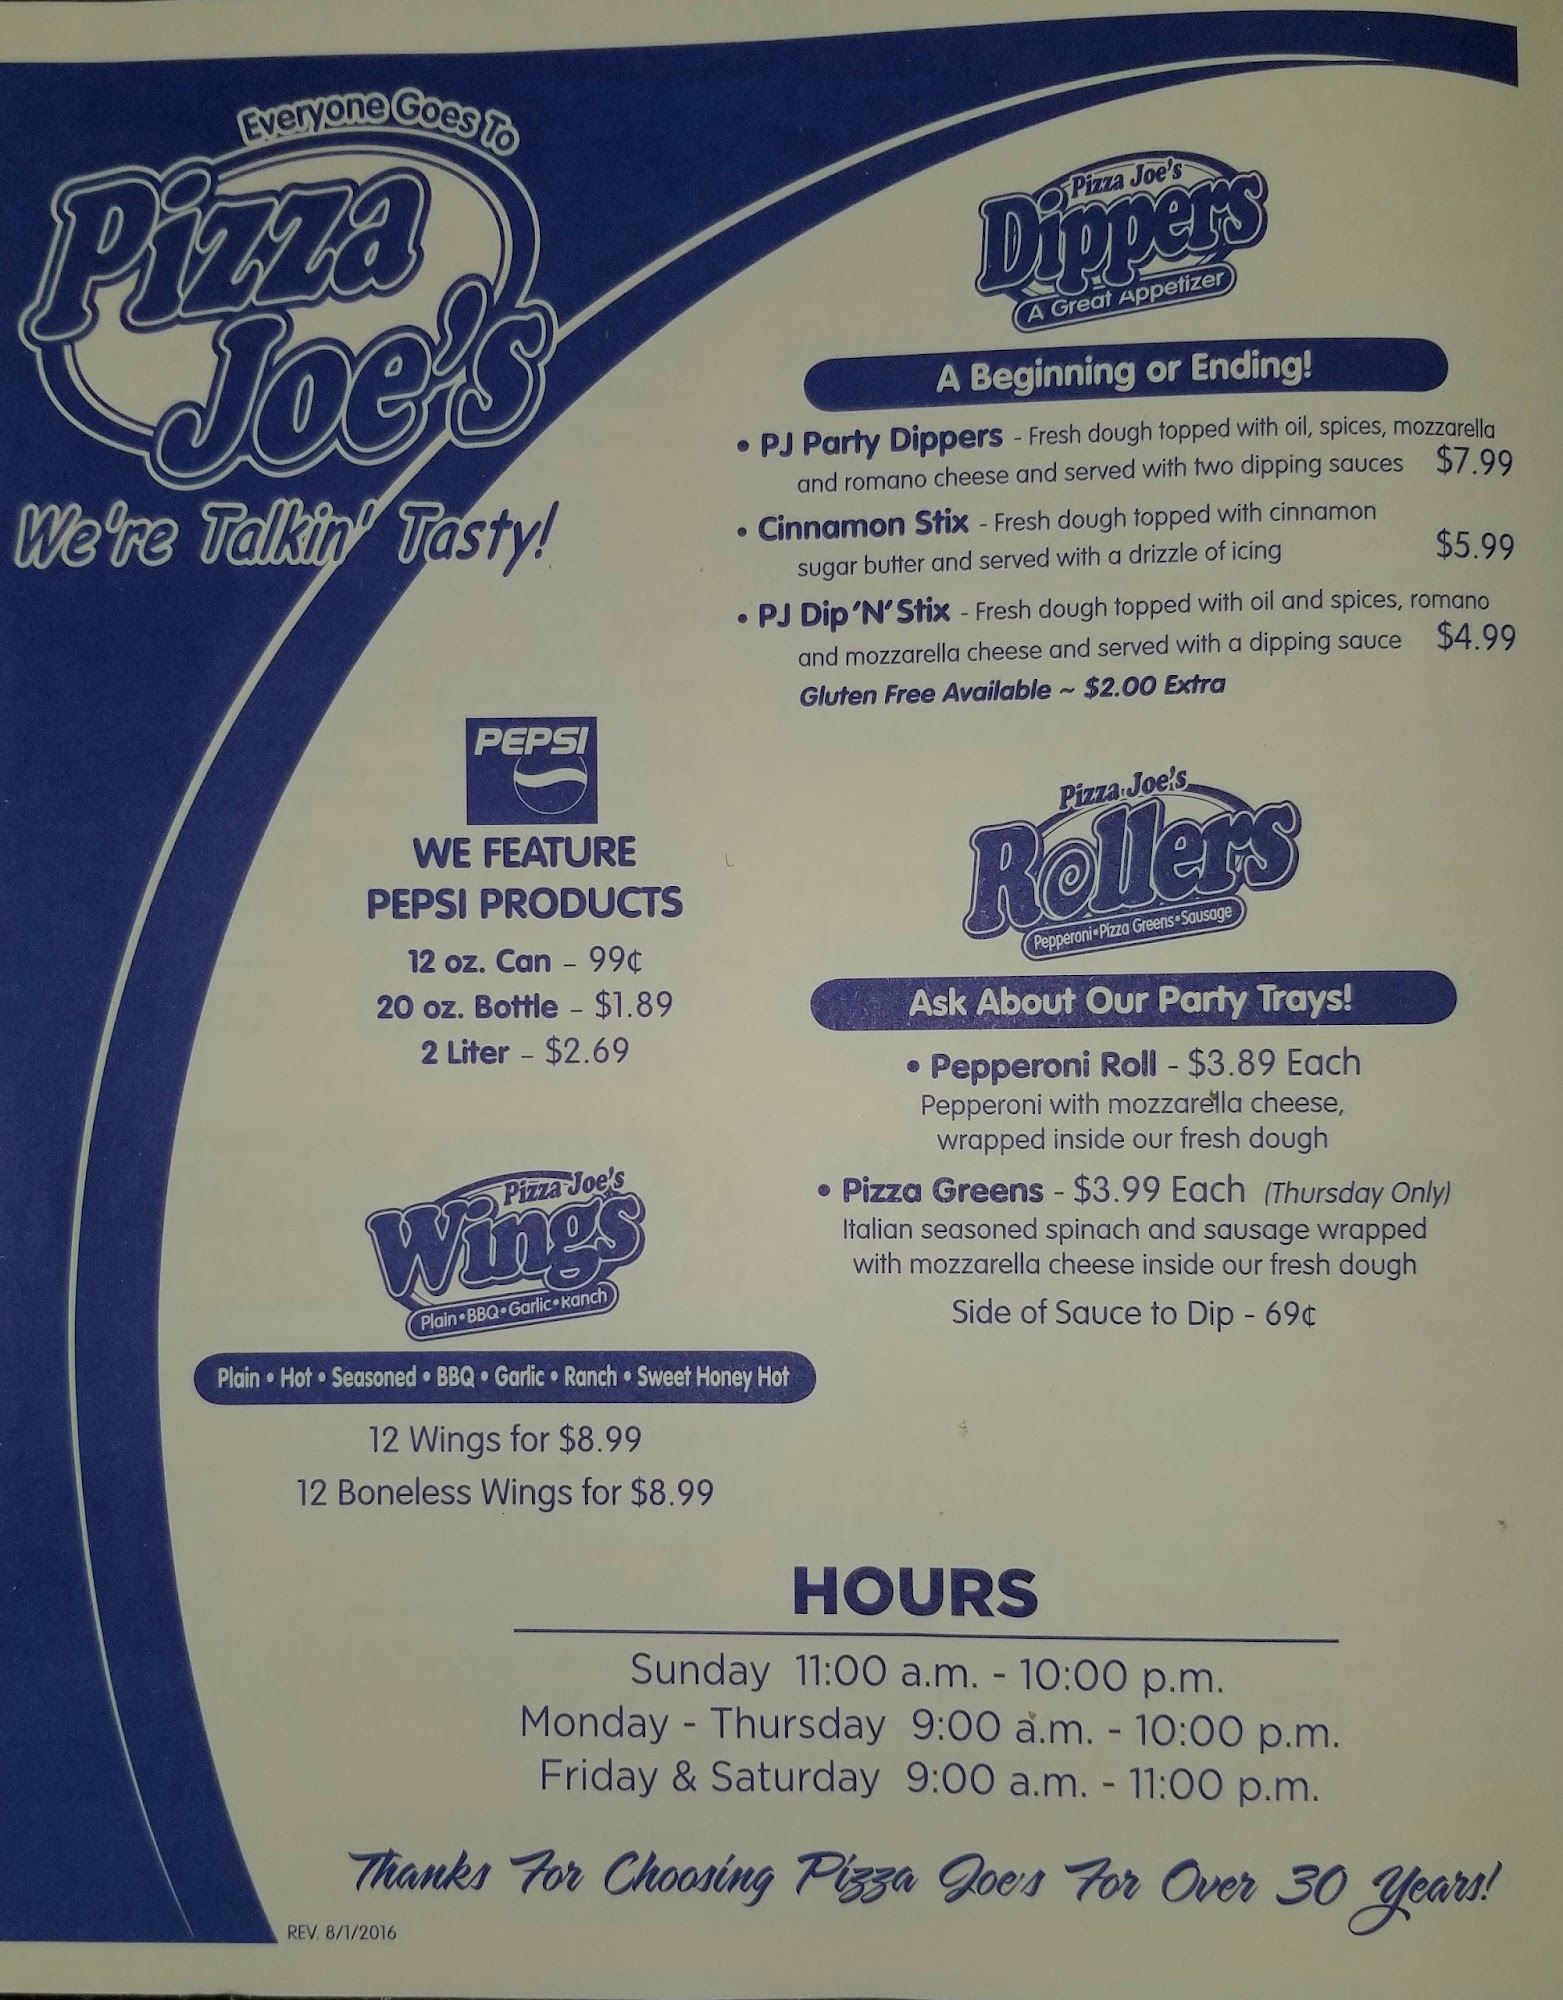 Everyone Goes To
Pizza
Joe's
We're Talkin' Tasty!
Pizza Joe's
Dippers
A Great Appetizer
A Beginning or Ending!
• PJ Party Dippers - Fresh dough topped with oil, spices, mozzarella
and romano cheese and served with two dipping sauces $7.99
• Cinnamon Stix - Fresh dough topped with cinnamon
sugar butter and served with a drizzle of icing $5.99
• PJ Dip 'N' Stix - Fresh dough topped with oil and spices, romano
and mozzarella cheese and served with a dipping sauce $4.99
Gluten Free Available ~ $2.00 Extra
PEPSI
WE FEATURE
PEPSI PRODUCTS
12 oz. Can - 99¢
20 oz. Bottle - $1.89
2 Liter - $2.69
Pizza Joe's
Rollers
Pepperoni • Pizza Greens • Sausage
Ask About Our Party Trays!
• Pepperoni Roll - $3.89 Each
Pepperoni with mozzarella cheese,
wrapped inside our fresh dough
• Pizza Greens - $3.99 Each (Thursday Only)
Italian seasoned spinach and sausage wrapped
with mozzarella cheese inside our fresh dough
Side of Sauce to Dip - 69¢
Pizza Joe's
Wings
Plain • BBQ • Garlic • Ranch
Plain • Hot • Seasoned • BBQ • Garlic • Ranch • Sweet Honey Hot
12 Wings for $8.99
12 Boneless Wings for $8.99
HOURS
Sunday 11:00 a.m. - 10:00 p.m.
Monday - Thursday 9:00 a.m. - 10:00 p.m.
Friday & Saturday 9:00 a.m. - 11:00 p.m.
Thanks For Choosing Pizza Joe's For Over 30 Years!
REV. 8/1/2016